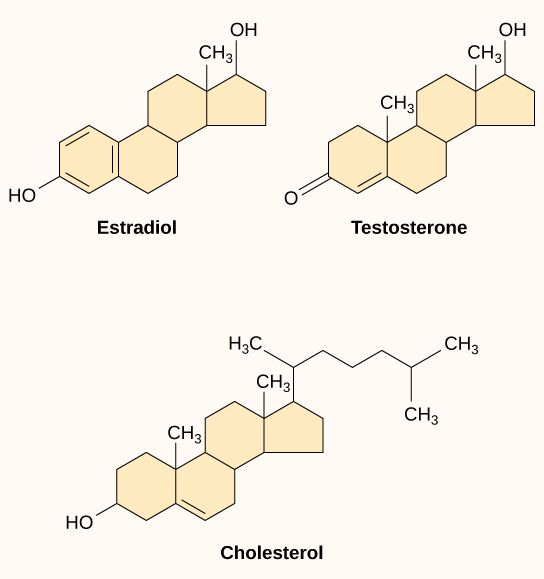 OH
OH
CH₃
CH₃
CH₃
HO
O
Estradiol
Testosterone
H₃C
CH₃
CH₃
CH₃
CH₃
HO
Cholesterol